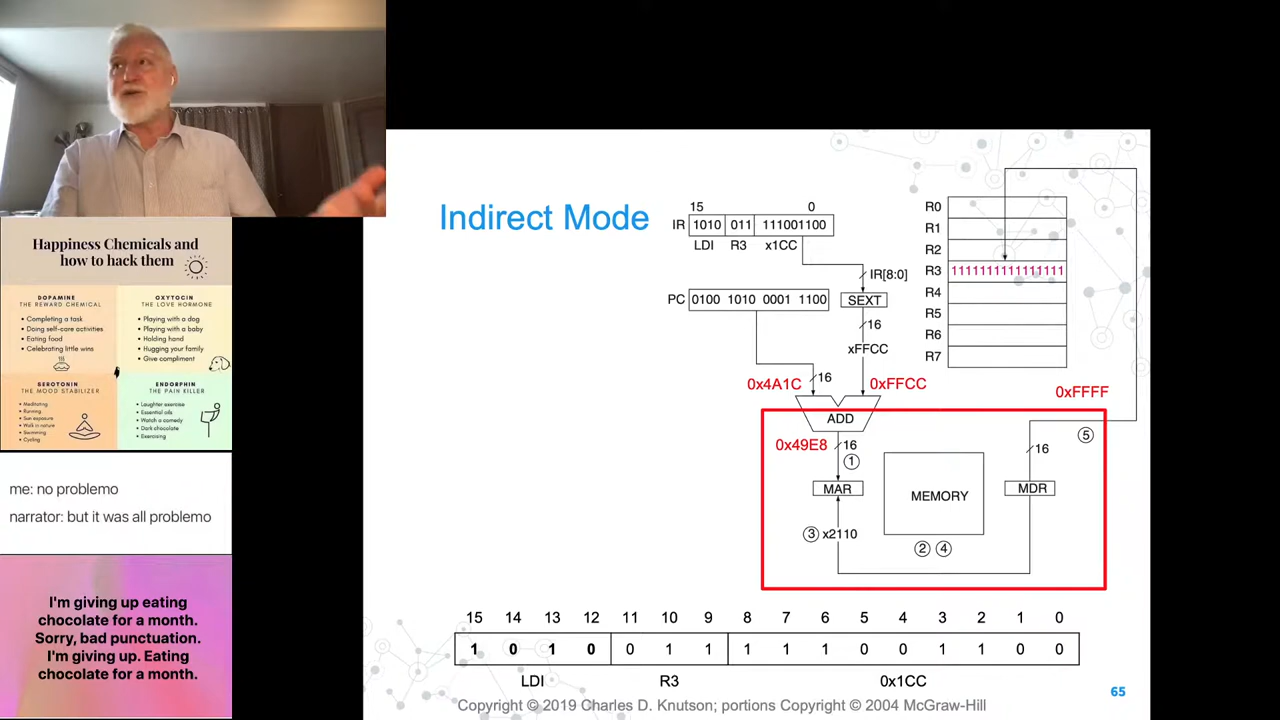 Happiness Chemicals and
how to hack them
DOPAMINE
THE REWARD CHEMICAL
• Completing a task
• Doing self-care activities
• Eating food
• Celebrating little wins
OXYTOCIN
THE LOVE HORMONE
• Playing with a dog
• Playing with a baby
• Holding hand
• Hugging your family
• Give compliment
SEROTONIN
THE MOOD STABILIZER
• Meditating
• Running
• Sun exposure
• Walk in nature
• Swimming
• Cycling
ENDORPHIN
THE PAIN KILLER
• Laughter exercise
• Essential oils
• Watch a comedy
• Dark chocolate
• Exercising
me: no problemo
narrator: but it was all problemo
I'm giving up eating
chocolate for a month.
Sorry, bad punctuation.
I'm giving up. Eating
chocolate for a month.
Indirect Mode
15 0
IR 1010 011 111001100
LDI R3 x1CC
IR[8:0]
PC 0100 1010 0001 1100
SEXT
16
xFFCC
0x4A1C 16 0xFFCC
ADD
0x49E8 16
①
MAR
③ x2110
MEMORY
② ④
MDR
16
⑤
0xFFFF
R0
R1
R2
R3 1111111111111111
R4
R5
R6
R7
15 14 13 12 11 10 9 8 7 6 5 4 3 2 1 0
1 0 1 0 0 1 1 1 1 1 0 0 1 1 0 0
LDI R3 0x1CC
65
Copyright © 2019 Charles D. Knutson; portions Copyright © 2004 McGraw-Hill